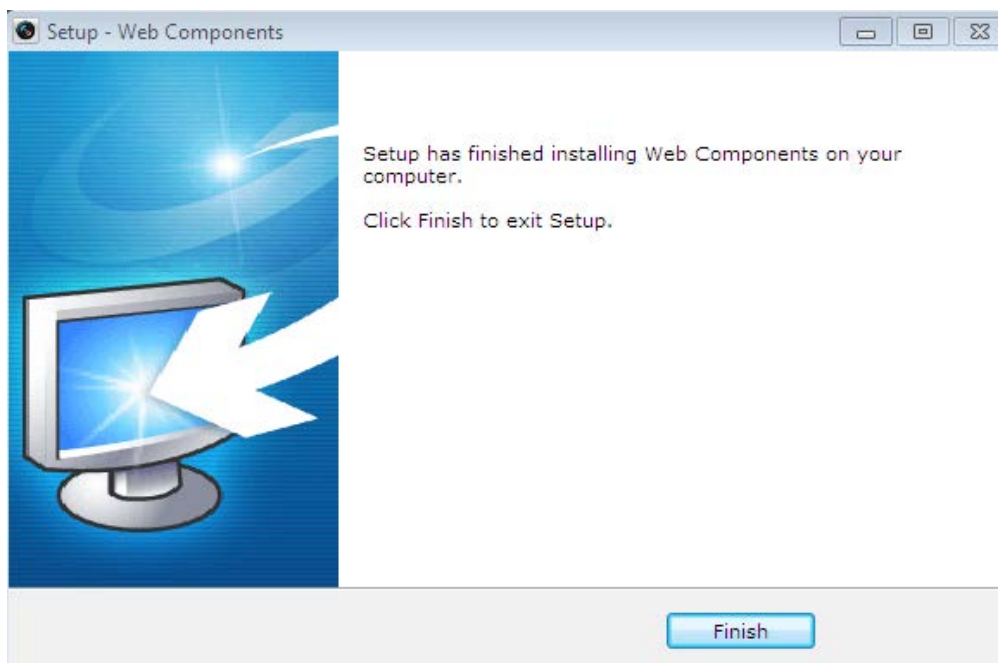 Setup - Web Components
Setup has finished installing Web Components on your
computer.
Click Finish to exit Setup.
Finish